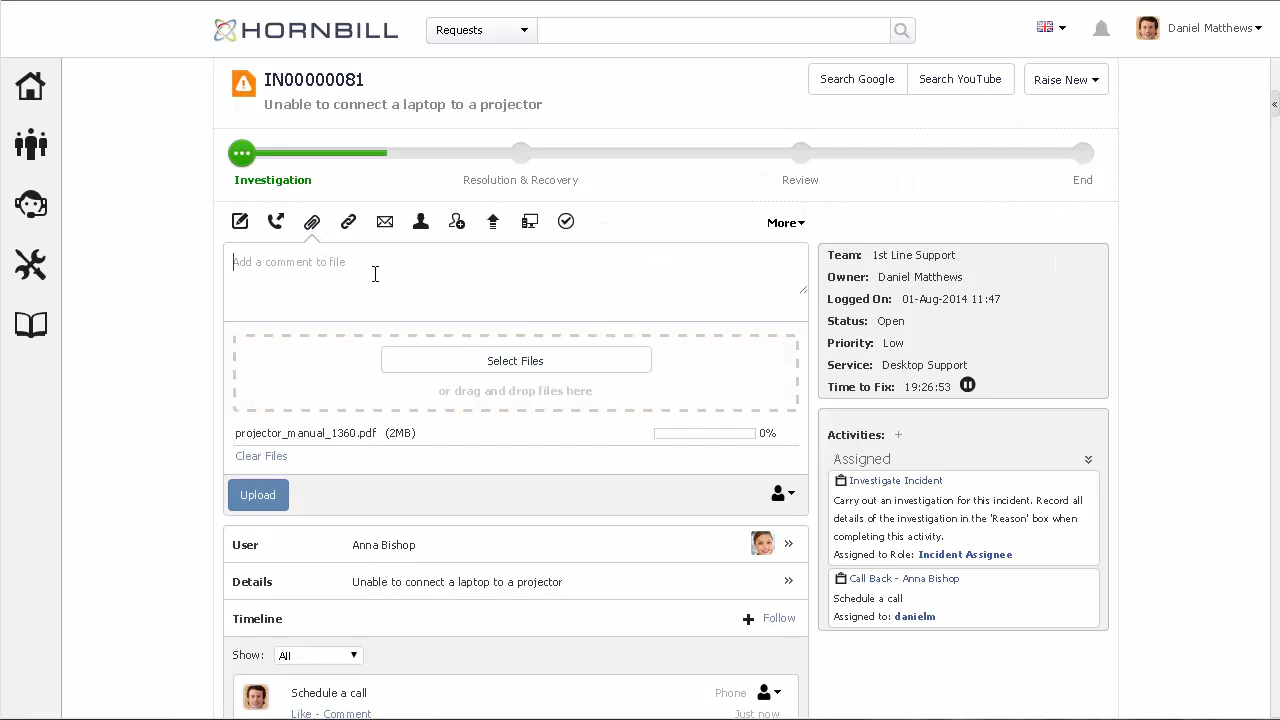 HORNBILL
Requests
Daniel Matthews
IN00000081
Unable to connect a laptop to a projector
Search Google
Search YouTube
Raise New
Investigation
Resolution & Recovery
Review
End
More
Add a comment to file
Select Files
or drag and drop files here
projector_manual_1360.pdf (2MB)
0%
Clear Files
Upload
User
Anna Bishop
Details
Unable to connect a laptop to a projector
Timeline
Follow
Show:
All
Schedule a call
Phone
Like - Comment
Just now
Team: 1st Line Support
Owner: Daniel Matthews
Logged On: 01-Aug-2014 11:47
Status: Open
Priority: Low
Service: Desktop Support
Time to Fix: 19:26:53
Activities:
Assigned
Investigate Incident
Carry out an investigation for this incident. Record all
details of the investigation in the 'Reason' box when
completing this activity.
Assigned to Role: Incident Assignee
Call Back - Anna Bishop
Schedule a call
Assigned to: danielm